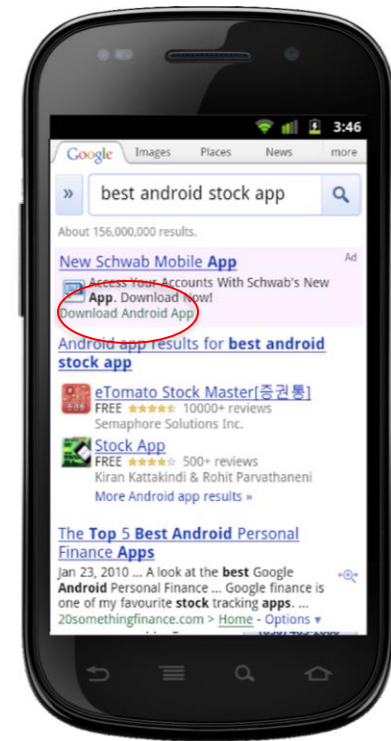 3:46
Google Images Places News more
» best android stock app
About 156,000,000 results.
New Schwab Mobile App Ad
Access Your Accounts With Schwab's New
App. Download Now!
Download Android App
Android app results for best android
stock app
eTomato Stock Master[증권통]
FREE 10000+ reviews
Semaphore Solutions Inc.
Stock App
FREE 500+ reviews
Kiran Kattakindi & Rohit Parvathaneni
More Android app results »
The Top 5 Best Android Personal
Finance Apps
Jan 23, 2010 ... A look at the best Google
Android Personal Finance ... Google finance is
one of my favourite stock tracking apps. ...
20somethingfinance.com > Home - Options ▾